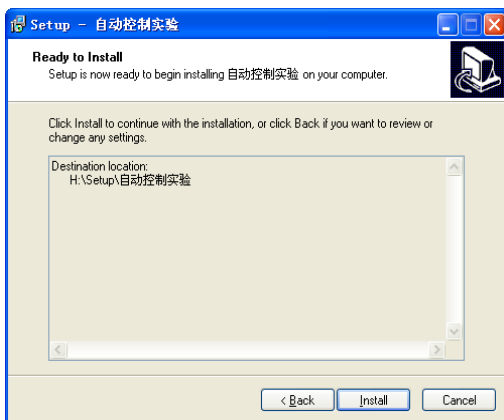 Setup - 自动控制实验
Ready to Install
Setup is now ready to begin installing 自动控制实验 on your computer.
Click Install to continue with the installation, or click Back if you want to review or
change any settings.
Destination location:
H:\Setup\自动控制实验
< Back
Install
Cancel